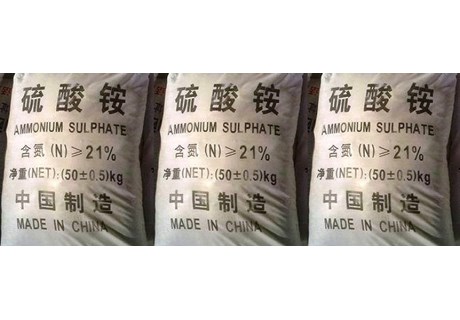 硫酸铵 硫酸铵 硫酸铵
AMMONIUM SULPHATE AMMONIUM SULPHATE AMMONIUM SULPHATE
含氮(N)≥21% 含氮(N)≥21% 含氮(N)≥21%
净重(NET):(50±0.5)kg 净重(NET):(50±0.5)kg 净重(NET):(50±0.5)kg
中国制造 中国制造 中国制造
MADE IN CHINA MADE IN CHINA MADE IN CHINA